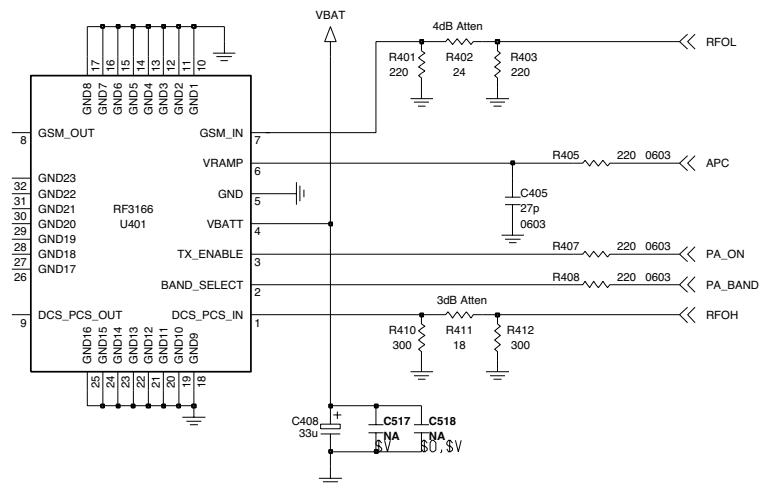 VBAT
4dB Atten
RFOL
R401
220
R402
24
R403
220
17
16
15
14
13
12
11
10
GND8
GND7
GND6
GND5
GND4
GND3
GND2
GND1
8
GSM_OUT
GSM_IN
7
VRAMP
6
R405
220 0603
APC
GND
5
C405
27p
0603
VBATT
4
RF3166
U401
GND23
32
GND22
31
GND21
30
GND20
29
GND19
28
GND18
27
GND17
26
TX_ENABLE
3
R407
220 0603
PA_ON
BAND_SELECT
2
R408
220 0603
PA_BAND
3dB Atten
9
DCS_PCS_OUT
DCS_PCS_IN
1
RFOH
R410
300
R411
18
R412
300
GND16
GND15
GND14
GND13
GND12
GND11
GND10
GND9
25
24
23
22
21
20
19
18
C408
33u
+
C517
NA
$V
C518
NA
$0,$V